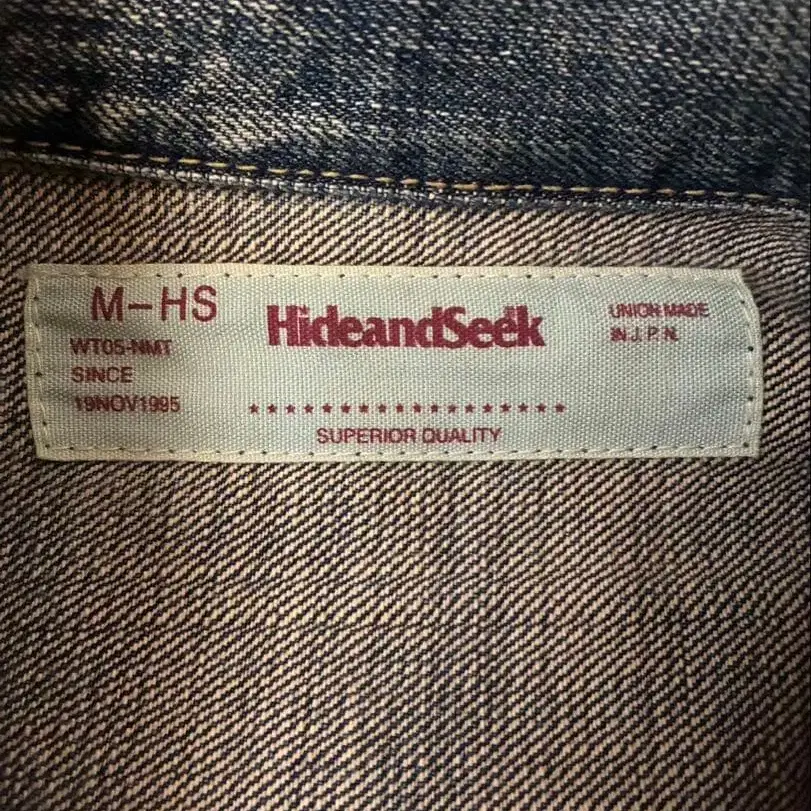 M-HS
WT05-NMT
SINCE
19NOV1995
HideandSeek
******************
SUPERIOR QUALITY
UNION MADE
IN J.P.N.